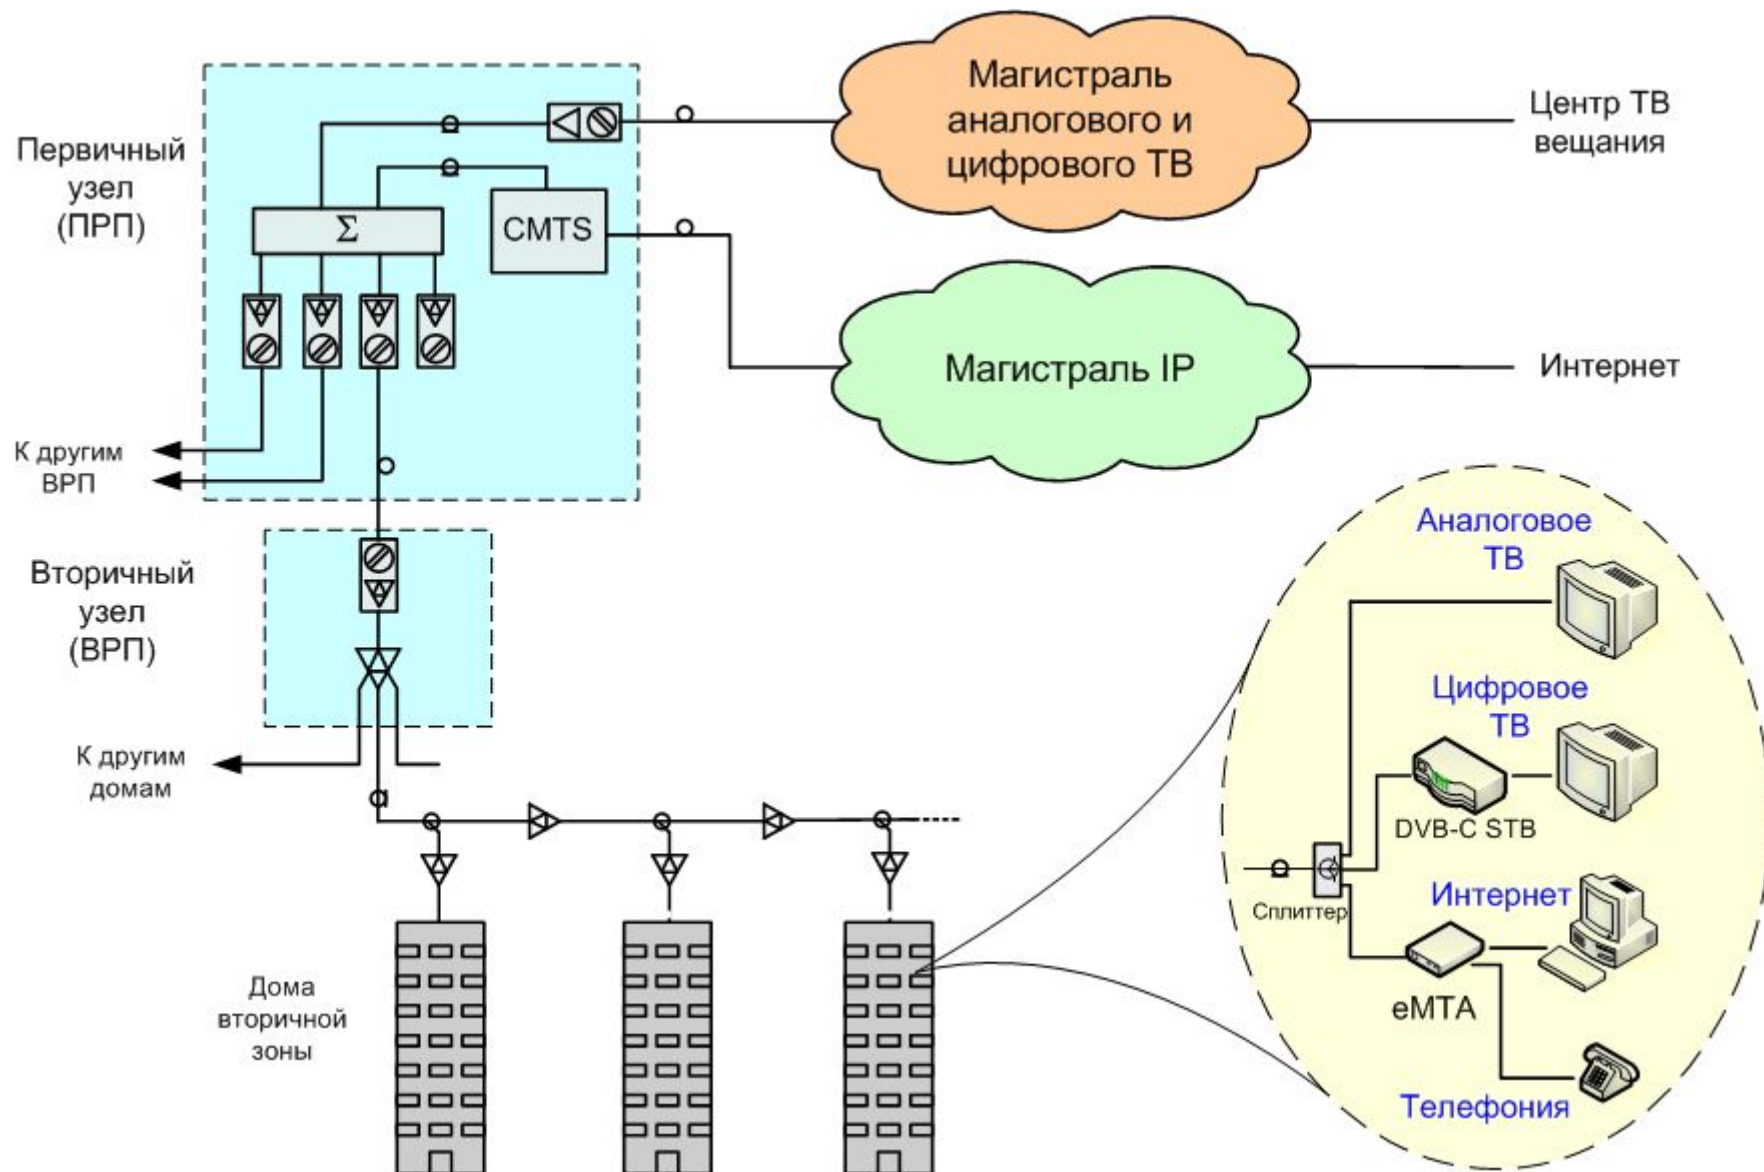 Магистраль
аналогового и
цифрового ТВ
Центр ТВ
вещания
Первичный
узел
(ПРП)
Σ
CMTS
Магистраль IP
Интернет
К другим
ВРП
Вторичный
узел
(ВРП)
К другим
домам
Дома
вторичной
зоны
Аналоговое
ТВ
Цифровое
ТВ
DVB-C STB
Сплиттер
Интернет
eMTA
Телефония